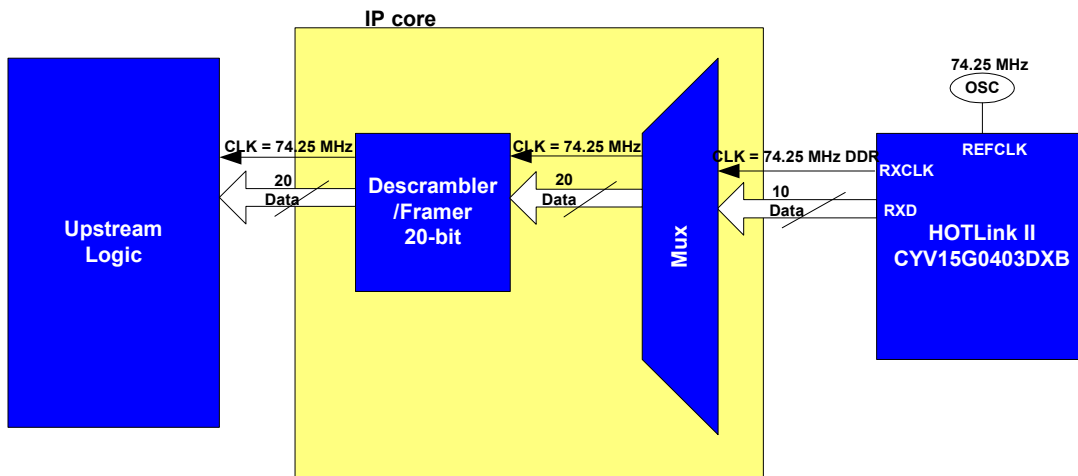 IP core
74.25 MHz
OSC
REFCLK
CLK = 74.25 MHz
CLK = 74.25 MHz
CLK = 74.25 MHz DDR
RXCLK
20
Data
20
Data
10
Data
RXD
Upstream
Logic
Descrambler
/Framer
20-bit
Mux
HOTLink II
CYV15G0403DXB